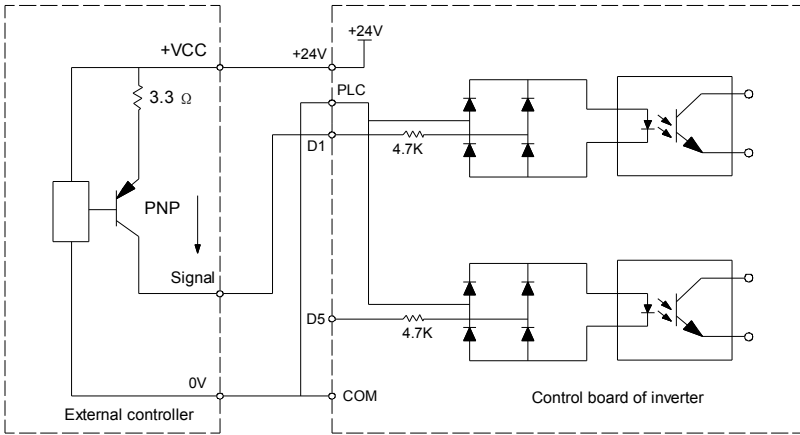 +24V
+VCC
+24V
3.3 Ω
PLC
D1
4.7K
PNP
Signal
D5
4.7K
0V
COM
Control board of inverter
External controller